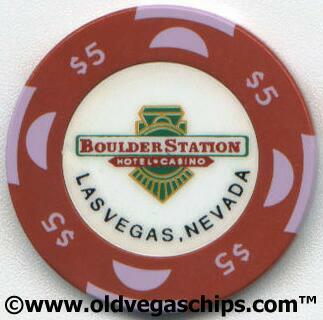 $5
$5
BOULDER STATION
HOTEL • CASINO
LAS VEGAS, NEVADA
$5
$5
©www.oldvegaschips.com™